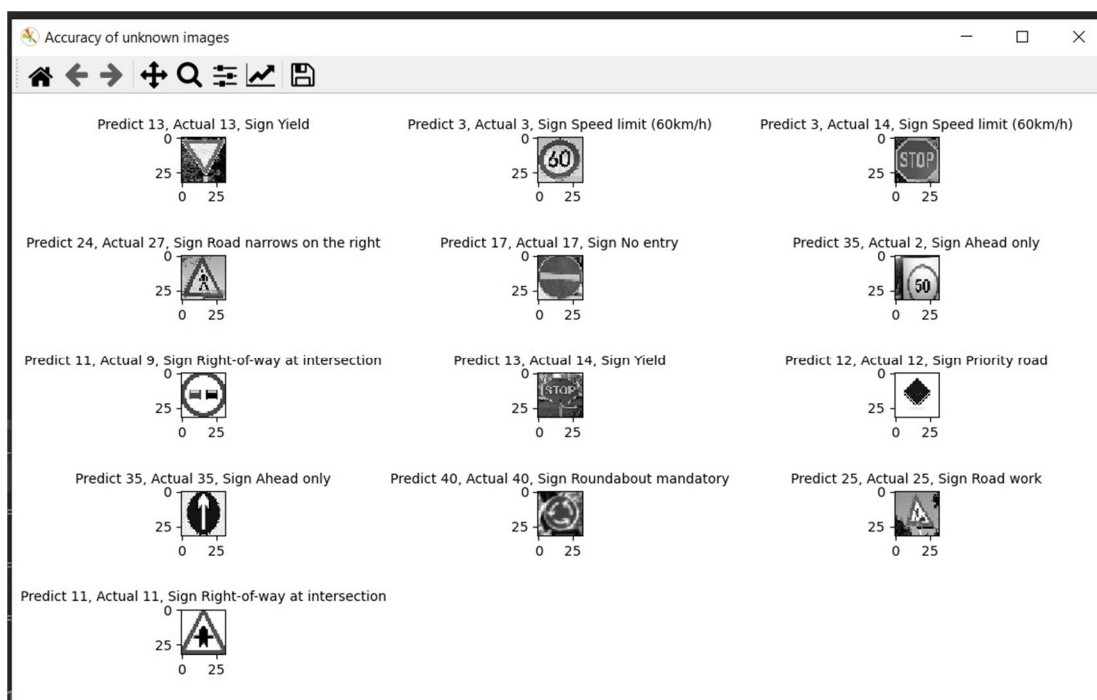 Accuracy of unknown images
Predict 13, Actual 13, Sign Yield
0
25
0 25
Predict 3, Actual 3, Sign Speed limit (60km/h)
0
60
25
0 25
Predict 3, Actual 14, Sign Speed limit (60km/h)
0
STOP
25
0 25
Predict 24, Actual 27, Sign Road narrows on the right
0
25
0 25
Predict 17, Actual 17, Sign No entry
0
25
0 25
Predict 35, Actual 2, Sign Ahead only
0
50
25
0 25
Predict 11, Actual 9, Sign Right-of-way at intersection
0
25
0 25
Predict 13, Actual 14, Sign Yield
0
STOP
25
0 25
Predict 12, Actual 12, Sign Priority road
0
25
0 25
Predict 35, Actual 35, Sign Ahead only
0
25
0 25
Predict 40, Actual 40, Sign Roundabout mandatory
0
25
0 25
Predict 25, Actual 25, Sign Road work
0
25
0 25
Predict 11, Actual 11, Sign Right-of-way at intersection
0
25
0 25